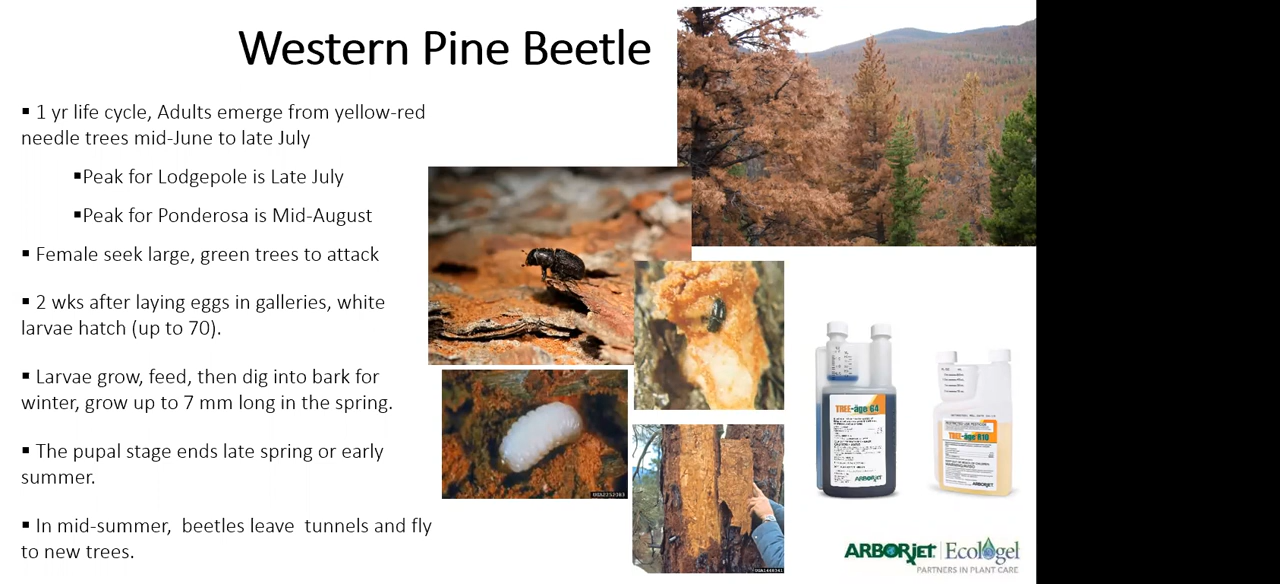 Western Pine Beetle
▪ 1 yr life cycle, Adults emerge from yellow-red
needle trees mid-June to late July
▪Peak for Lodgepole is Late July
▪Peak for Ponderosa is Mid-August
▪ Female seek large, green trees to attack
▪ 2 wks after laying eggs in galleries, white
larvae hatch (up to 70).
▪ Larvae grow, feed, then dig into bark for
winter, grow up to 7 mm long in the spring.
▪ The pupal stage ends late spring or early
summer.
▪ In mid-summer, beetles leave tunnels and fly
to new trees.
TREE-äge G4
ARBORjet
RESTRICTED USE PESTICIDE
TREE-äge R10
ARBORjet
ARBORjet | Ecologel
PARTNERS IN PLANT CARE